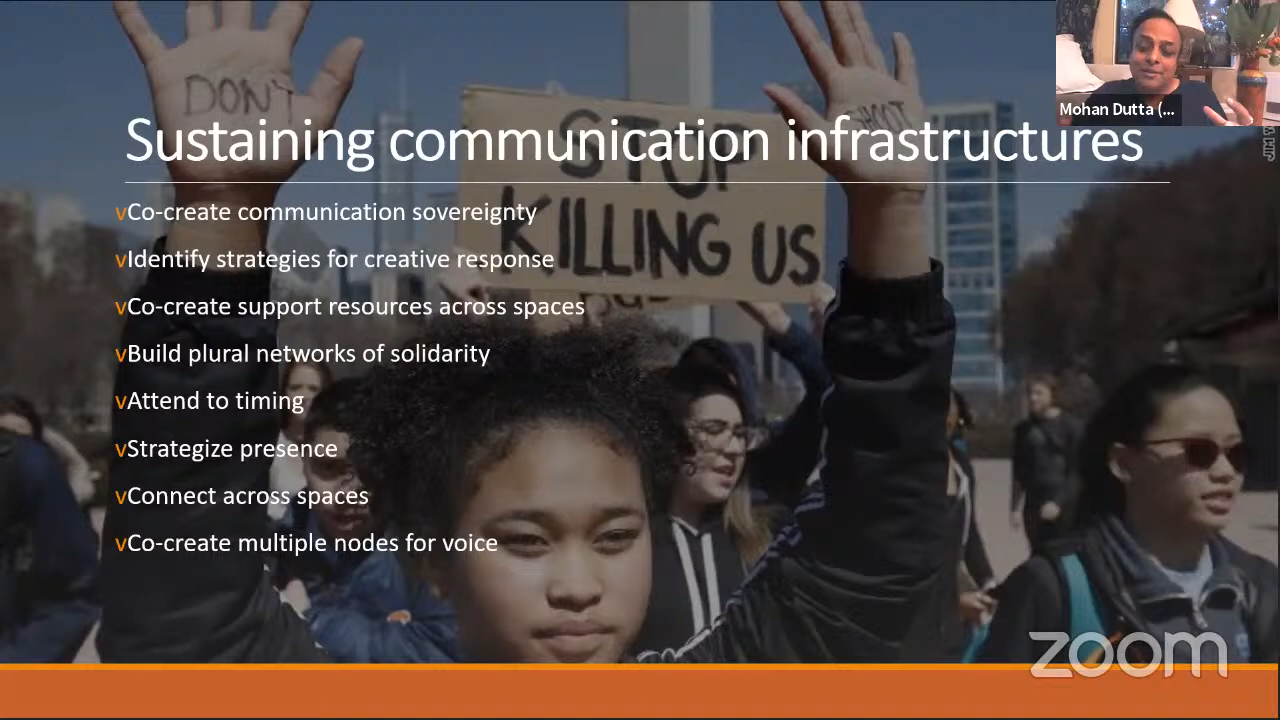 DON'T
SHOOT
STOP
KILLING US
Mohan Dutta (...
Sustaining communication infrastructures
vCo-create communication sovereignty
vIdentify strategies for creative response
vCo-create support resources across spaces
vBuild plural networks of solidarity
vAttend to timing
vStrategize presence
vConnect across spaces
vCo-create multiple nodes for voice
zoom